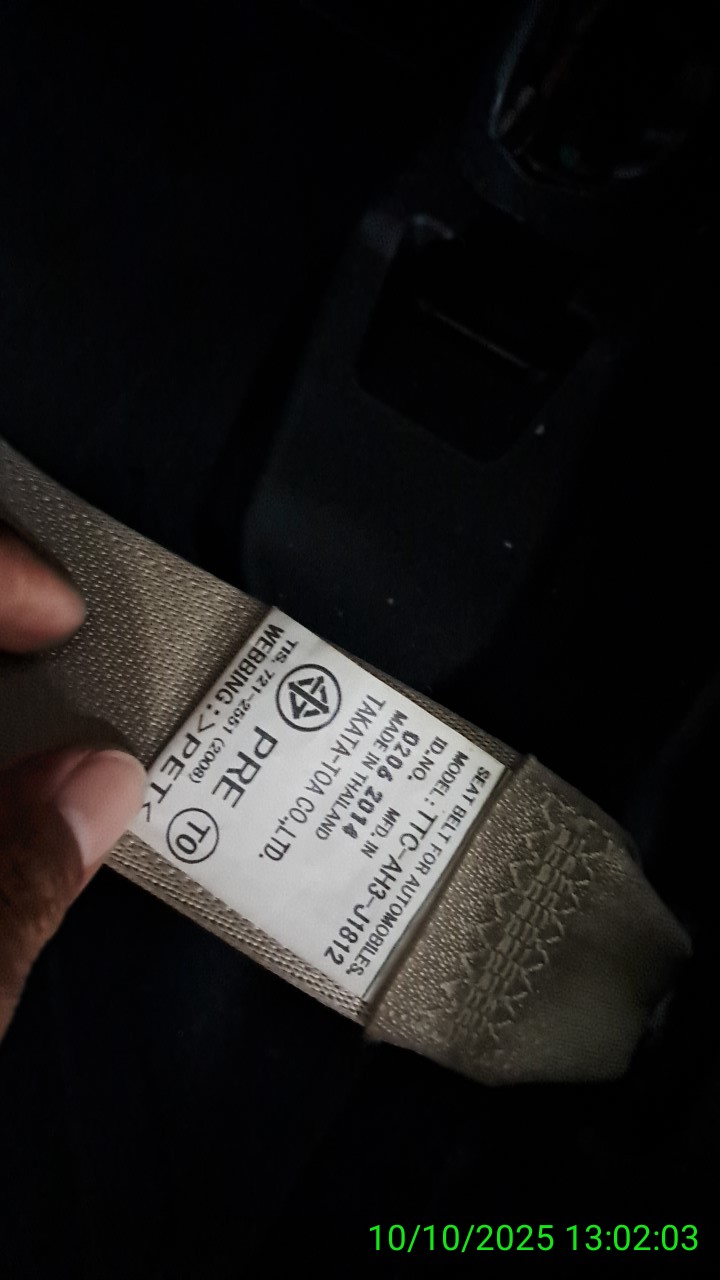 SEAT BELT FOR AUTOMOBILES.
MODEL : TTC-AH3-J1812
ID.NO. MFD. IN
0206 2014
MADE IN THAILAND
TAKATA-TOA CO.,LTD.
PRE
TIS. 721-2551 (2008)
WEBBING : >PET<
TO
10/10/2025 13:02:03